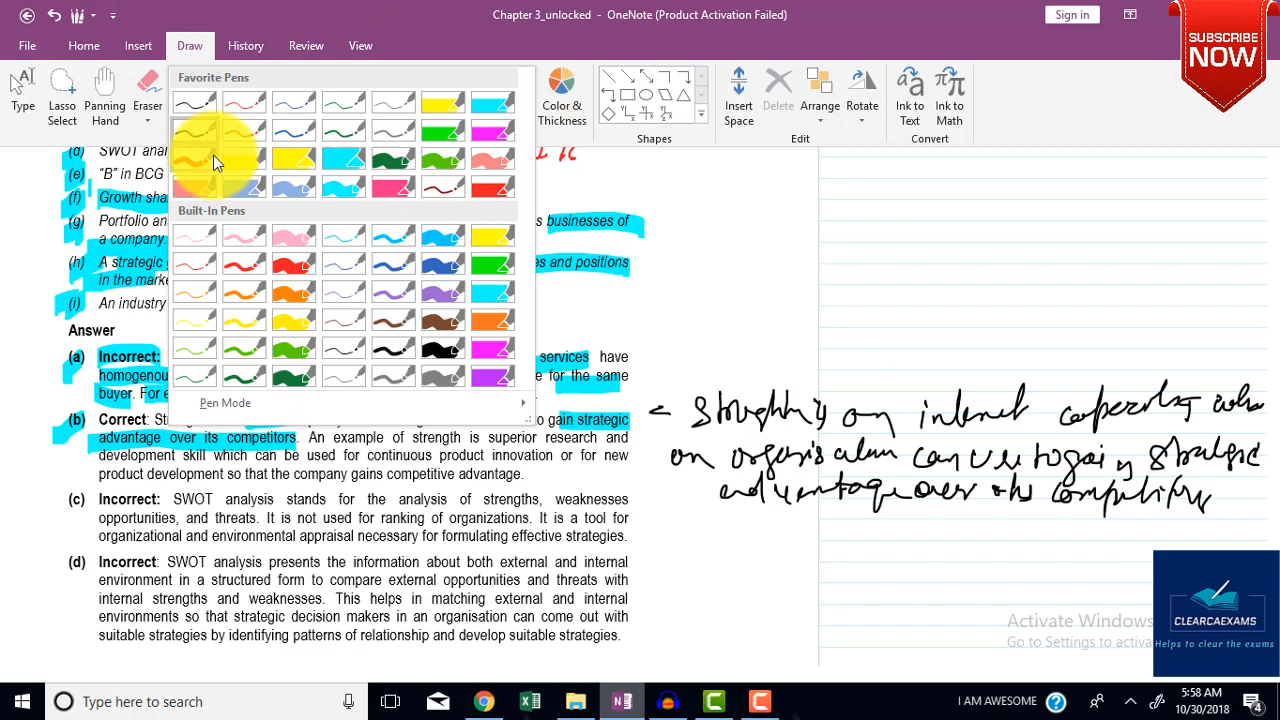 Chapter 3_unlocked - OneNote (Product Activation Failed)
Sign in
SUBSCRIBE
NOW
File Home Insert Draw History Review View
Type
Lasso
Select
Panning
Hand
Eraser
Favorite Pens
Built-In Pens
Pen Mode
Color &
Thickness
Shapes
Insert
Space
Delete
Arrange
Rotate
Edit
Ink to
Text
Ink to
Math
Convert
(d) SWOT anal
(e) “B” in BCG
(f) Growth sha
(g) Portfolio an s businesses of
a company.
(h) A strategic es and positions
in the marke
(i) An industry
Answer
(a) Incorrect: services have
homogenou e for the same
buyer. For e
(b) Correct: Str o gain strategic
advantage over its competitors. An example of strength is superior research and
development skill which can be used for continuous product innovation or for new
product development so that the company gains competitive advantage.
(c) Incorrect: SWOT analysis stands for the analysis of strengths, weaknesses
opportunities, and threats. It is not used for ranking of organizations. It is a tool for
organizational and environmental appraisal necessary for formulating effective strategies.
(d) Incorrect: SWOT analysis presents the information about both external and internal
environment in a structured form to compare external opportunities and threats with
internal strengths and weaknesses. This helps in matching external and internal
environments so that strategic decision makers in an organisation can come out with
suitable strategies by identifying patterns of relationship and develop suitable strategies.
an
can
over
Activate Windows
Go to Settings to activa
CLEARCAEXAMS
Helps to clear the exams
Type here to search
I AM AWESOME
5:58 AM
10/30/2018
4